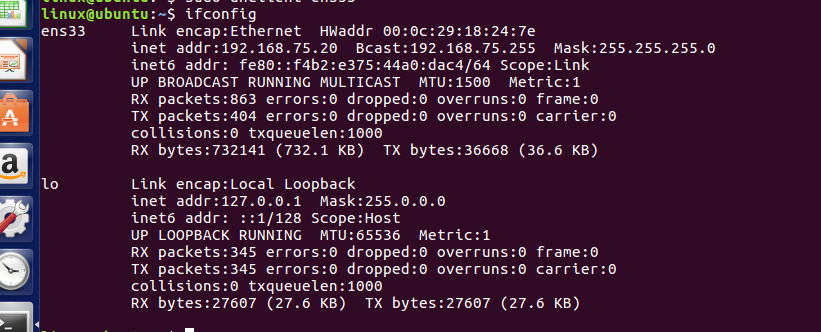 linux@ubuntu:~$ sudo dhclient ens33
linux@ubuntu:~$ ifconfig
ens33     Link encap:Ethernet  HWaddr 00:0c:29:18:24:7e
          inet addr:192.168.75.20  Bcast:192.168.75.255  Mask:255.255.255.0
          inet6 addr: fe80::f4b2:e375:44a0:dac4/64 Scope:Link
          UP BROADCAST RUNNING MULTICAST  MTU:1500  Metric:1
          RX packets:863 errors:0 dropped:0 overruns:0 frame:0
          TX packets:404 errors:0 dropped:0 overruns:0 carrier:0
          collisions:0 txqueuelen:1000
          RX bytes:732141 (732.1 KB)  TX bytes:36668 (36.6 KB)
lo        Link encap:Local Loopback
          inet addr:127.0.0.1  Mask:255.0.0.0
          inet6 addr: ::1/128 Scope:Host
          UP LOOPBACK RUNNING  MTU:65536  Metric:1
          RX packets:345 errors:0 dropped:0 overruns:0 frame:0
          TX packets:345 errors:0 dropped:0 overruns:0 carrier:0
          collisions:0 txqueuelen:1000
          RX bytes:27607 (27.6 KB)  TX bytes:27607 (27.6 KB)